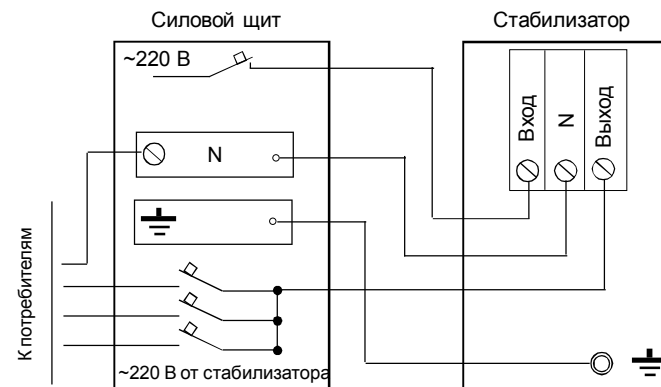 Силовой щит
Стабилизатор
~220 В
Вход
N
Выход
N
К потребителям
~220 В от стабилизатора